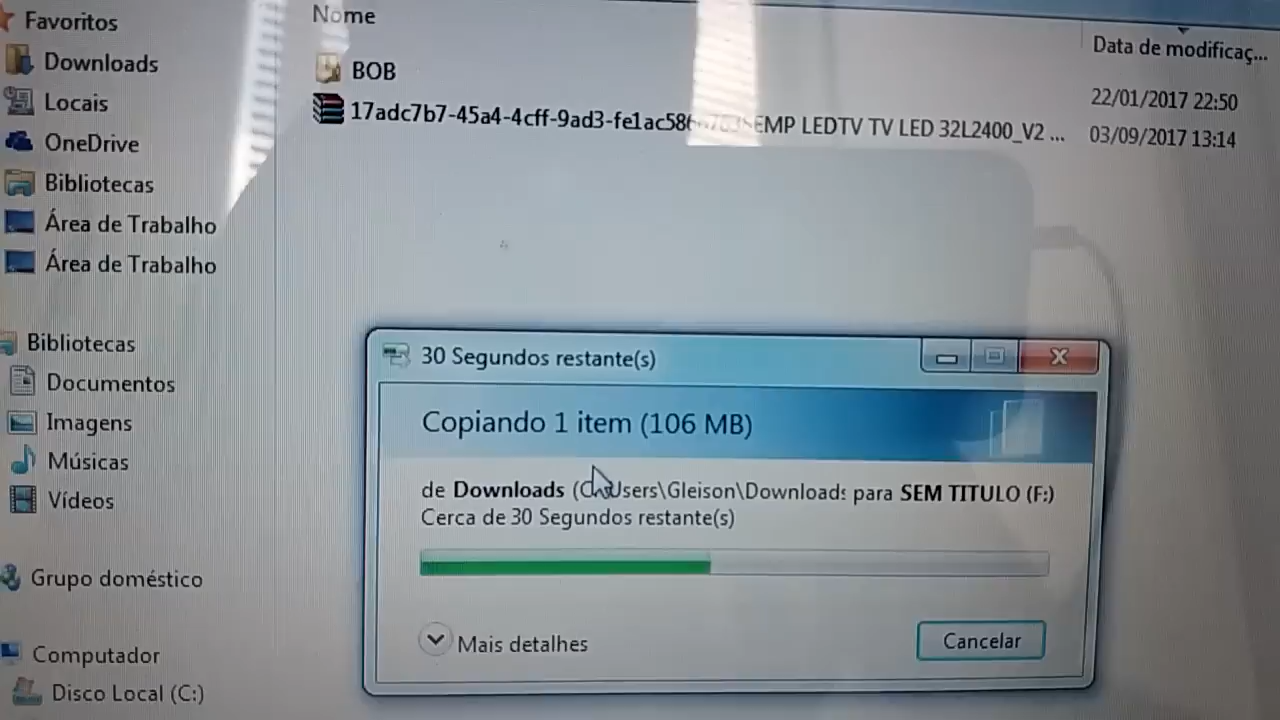 Favoritos
Downloads
Locais
OneDrive
Bibliotecas
Área de Trabalho
Área de Trabalho
Bibliotecas
Documentos
Imagens
Músicas
Vídeos
Grupo doméstico
Computador
Disco Local (C:)
Nome
Data de modificaç...
BOB
22/01/2017 22:50
17adc7b7-45a4-4cff-9ad3-fe1ac586 EMP LEDTV TV LED 32L2400_V2 ...
03/09/2017 13:14
30 Segundos restante(s)
Copiando 1 item (106 MB)
de Downloads (C:\Users\Gleison\Downloads para SEM TITULO (F:)
Cerca de 30 Segundos restante(s)
Mais detalhes
Cancelar